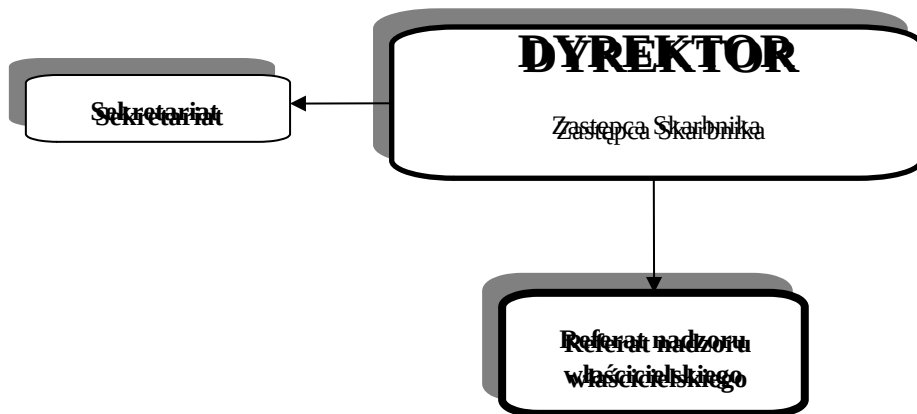 DYREKTOR
Zastępca Skarbnika
Sekretariat
Referat nadzoru
właścicielskiego